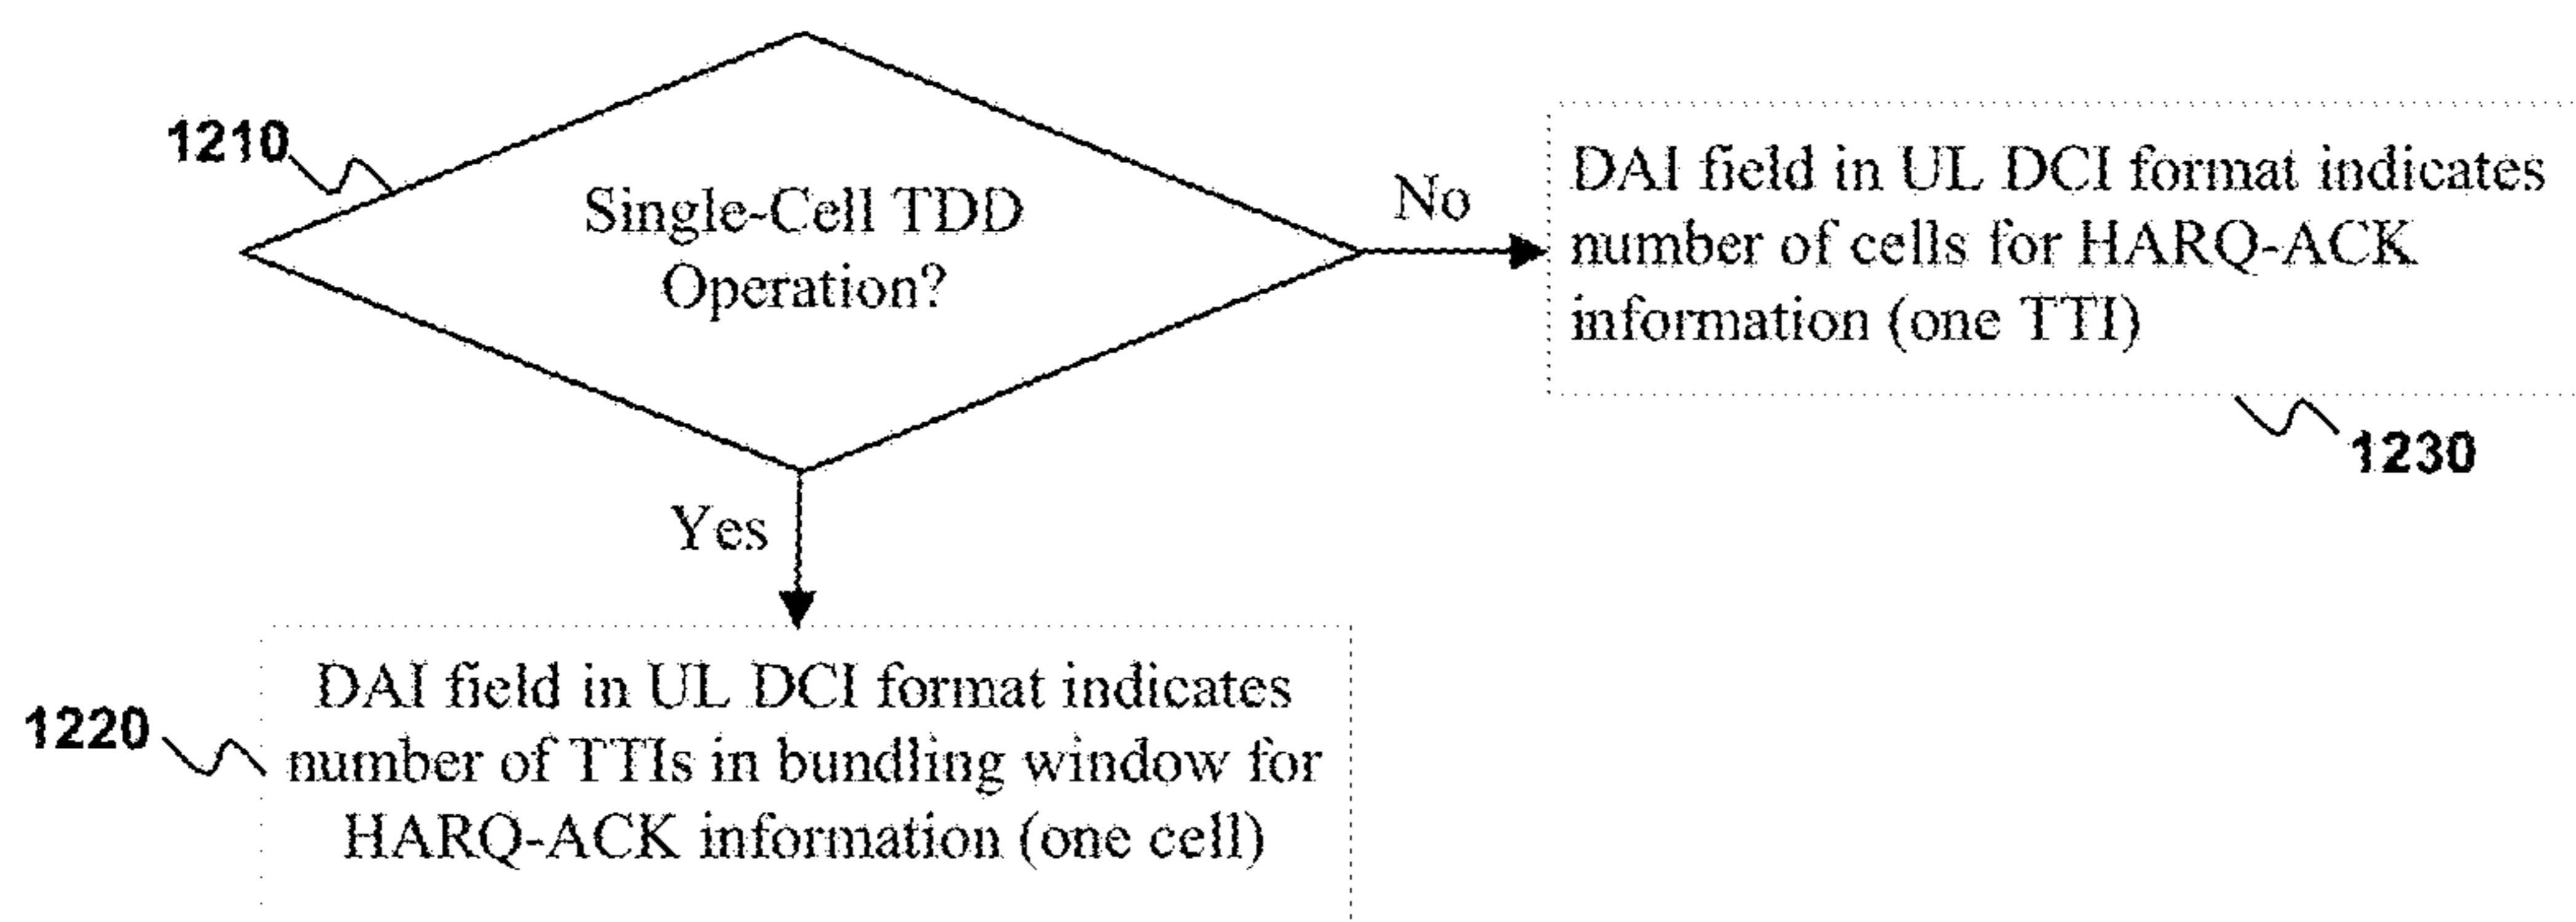 1210
Single-Cell TDD
Operation?
No
DAI field in UL DCI format indicates
number of cells for HARQ-ACK
information (one TTI)
1230
Yes
1220
DAI field in UL DCI format indicates
number of TTIs in bundling window for
HARQ-ACK information (one cell)